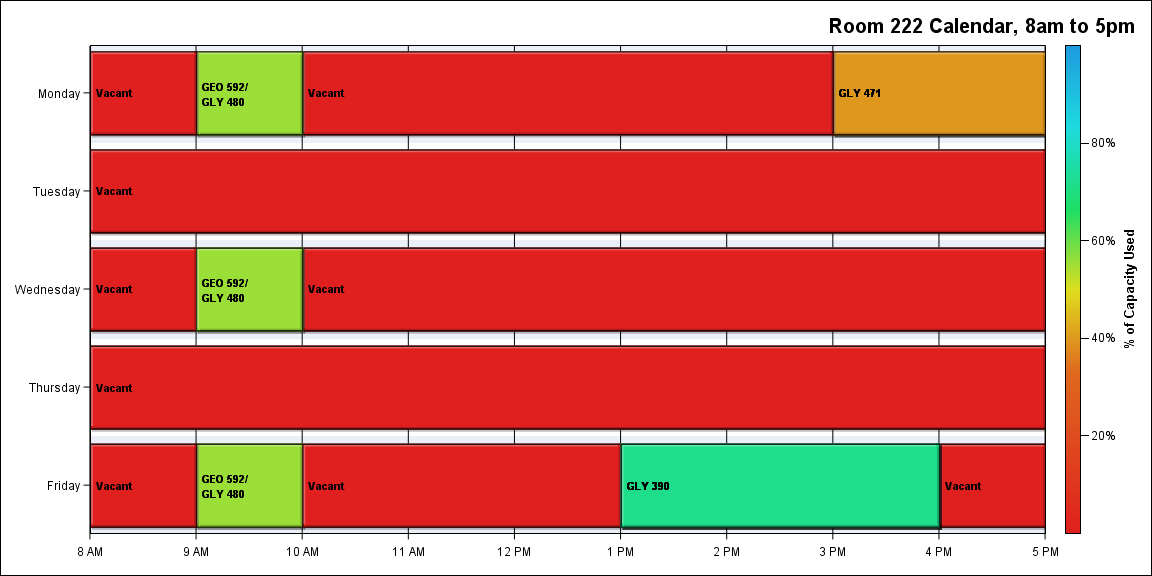 Room 222 Calendar, 8am to 5pm
Monday
Vacant
GEO 592/
GLY 480
Vacant
GLY 471
Tuesday
Vacant
Wednesday
Vacant
GEO 592/
GLY 480
Vacant
Thursday
Vacant
Friday
Vacant
GEO 592/
GLY 480
Vacant
GLY 390
Vacant
8 AM
9 AM
10 AM
11 AM
12 PM
1 PM
2 PM
3 PM
4 PM
5 PM
80%
60%
40%
20%
% of Capacity Used